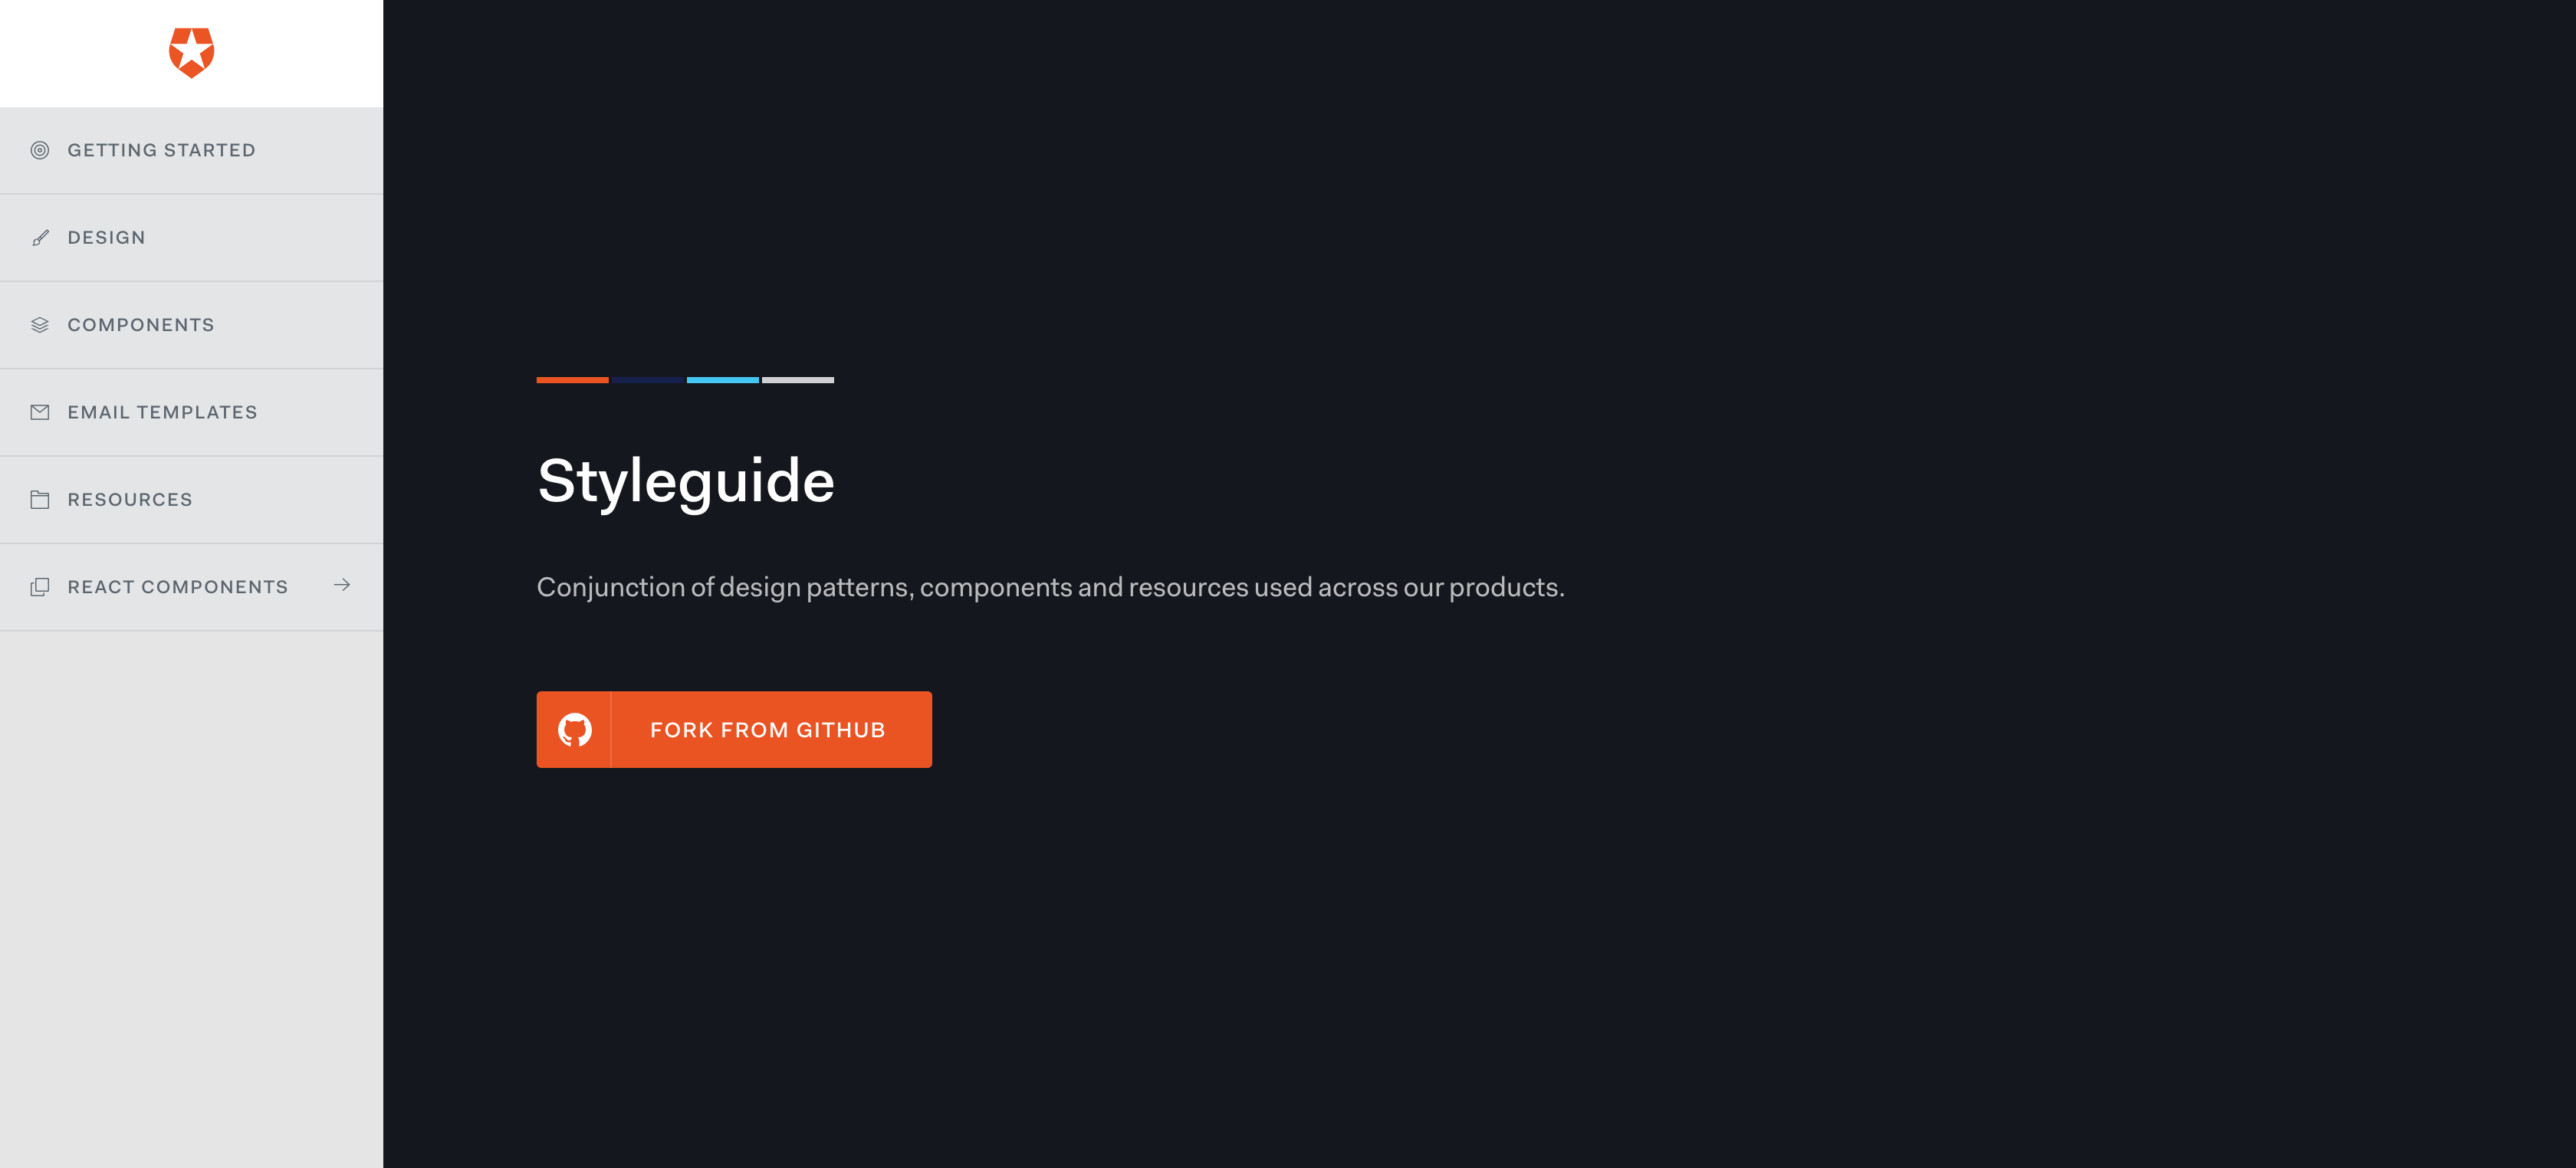 GETTING STARTED
DESIGN
COMPONENTS
EMAIL TEMPLATES
RESOURCES
REACT COMPONENTS
Styleguide
Conjunction of design patterns, components and resources used across our products.
FORK FROM GITHUB